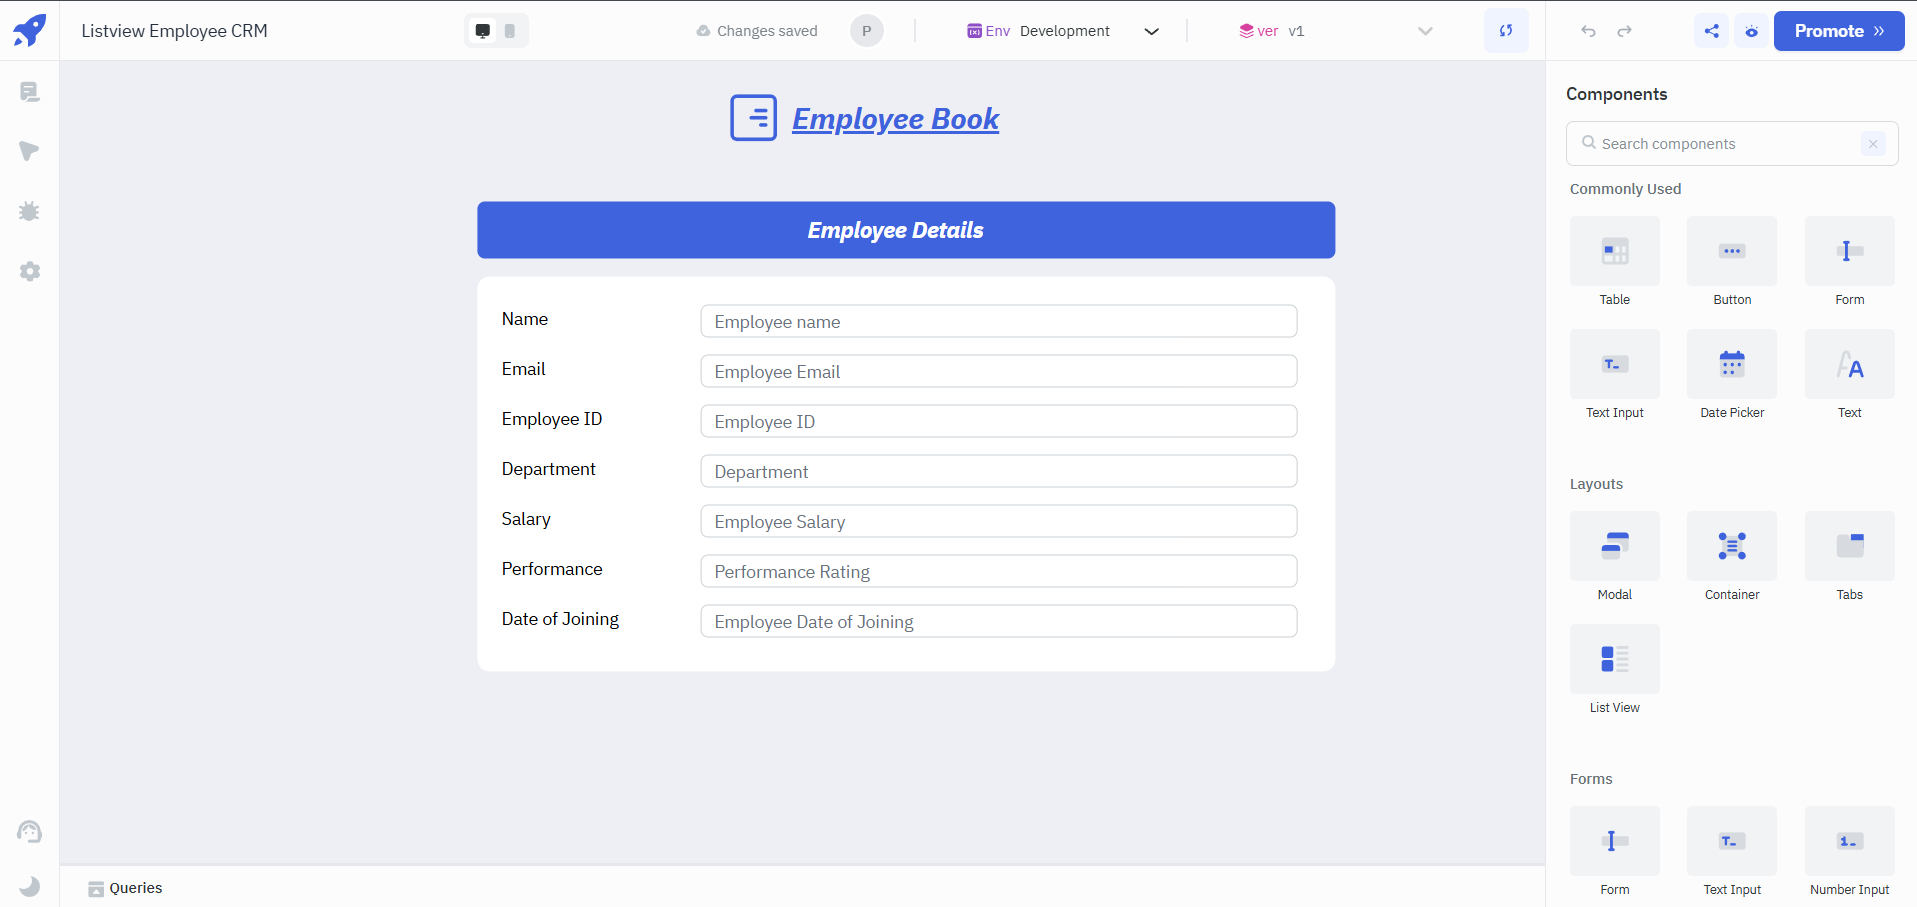 Listview Employee CRM
Changes saved
P
Env Development
ver v1
Promote
Employee Book
Employee Details
Name
Employee name
Email
Employee Email
Employee ID
Employee ID
Department
Department
Salary
Employee Salary
Performance
Performance Rating
Date of Joining
Employee Date of Joining
Queries
Components
Search components
Commonly Used
Table
Button
Form
Text Input
Date Picker
Text
Layouts
Modal
Container
Tabs
List View
Forms
Form
Text Input
Number Input